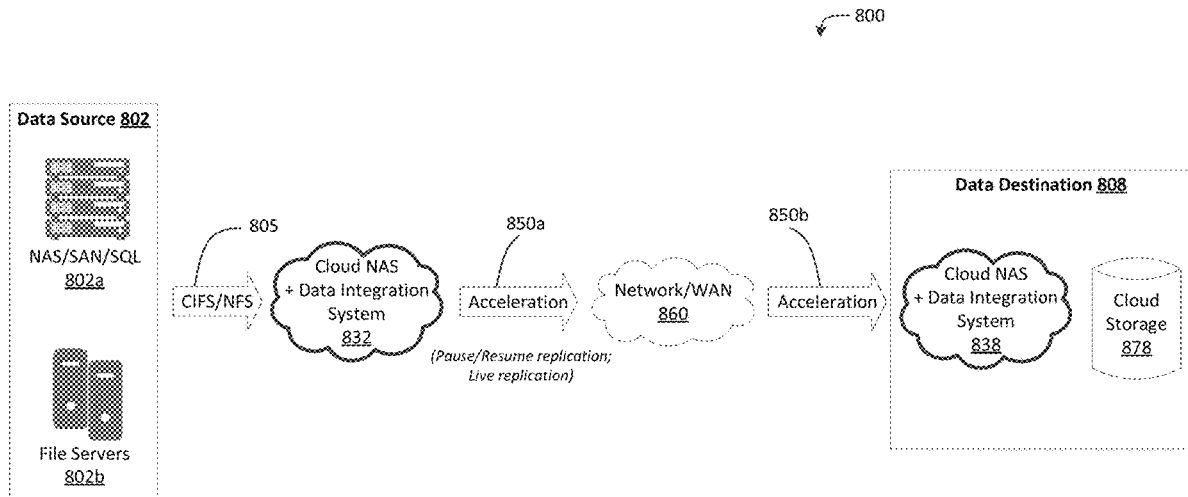 800
Data Source 802
NAS/SAN/SQL
802a
File Servers
802b
805
CIFS/NFS
Cloud NAS
+ Data Integration
System
832
850a
Acceleration
(Pause/Resume replication;
Live replication)
Network/WAN
860
850b
Acceleration
Data Destination 808
Cloud NAS
+ Data Integration
System
838
Cloud
Storage
878